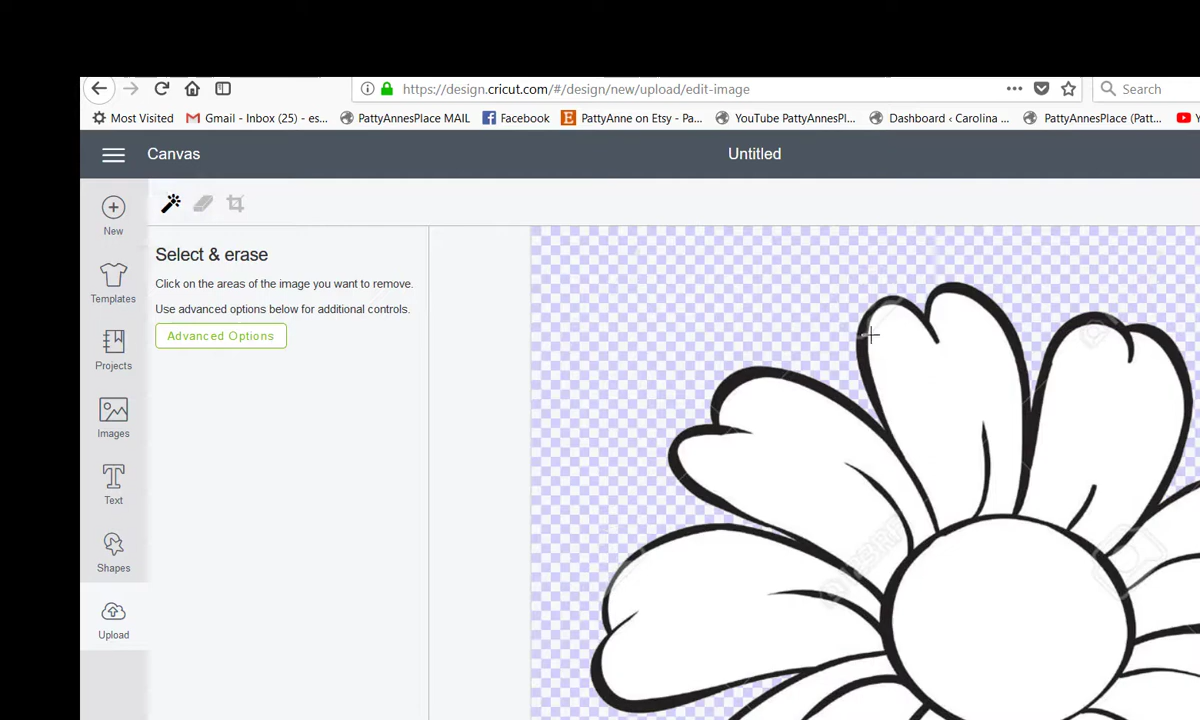 https://design.cricut.com/#/design/new/upload/edit-image
Search
Most Visited
Gmail - Inbox (25) - es...
PattyAnnesPlace MAIL
Facebook
PattyAnne on Etsy - Pa...
YouTube PattyAnnesPl...
Dashboard ‹ Carolina ...
PattyAnnesPlace (Patt...
Canvas
Untitled
New
Templates
Projects
Images
Text
Shapes
Upload
Select & erase
Click on the areas of the image you want to remove.
Use advanced options below for additional controls.
Advanced Options